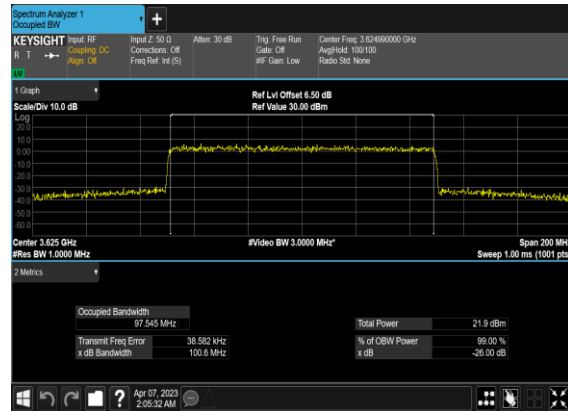 Spectrum Analyzer 1
Occupied BW
+
KEYSIGHT
R T
LU
Input: RF
Coupling: DC
Align: Off
Input Z: 50 Ω
Corrections: Off
Freq Ref: Int (S)
Atten: 30 dB
Trig: Free Run
Gate: Off
#IF Gain: Low
Center Freq: 3.624990000 GHz
Avg|Hold: 100/100
Radio Std: None
1 Graph
Scale/Div 10.0 dB
Ref Lvl Offset 6.50 dB
Ref Value 30.00 dBm
Log
20.0
10.0
0.00
-10.0
-20.0
-30.0
-40.0
-50.0
-60.0
Center 3.625 GHz
#Res BW 1.0000 MHz
#Video BW 3.0000 MHz*
Span 200 MH
Sweep 1.00 ms (1001 pts
2 Metrics
Occupied Bandwidth
97.545 MHz
Total Power 21.9 dBm
Transmit Freq Error 38.582 kHz
% of OBW Power 99.00 %
x dB Bandwidth 100.6 MHz
x dB -26.00 dB
?
Apr 07, 2023
2:05:32 AM